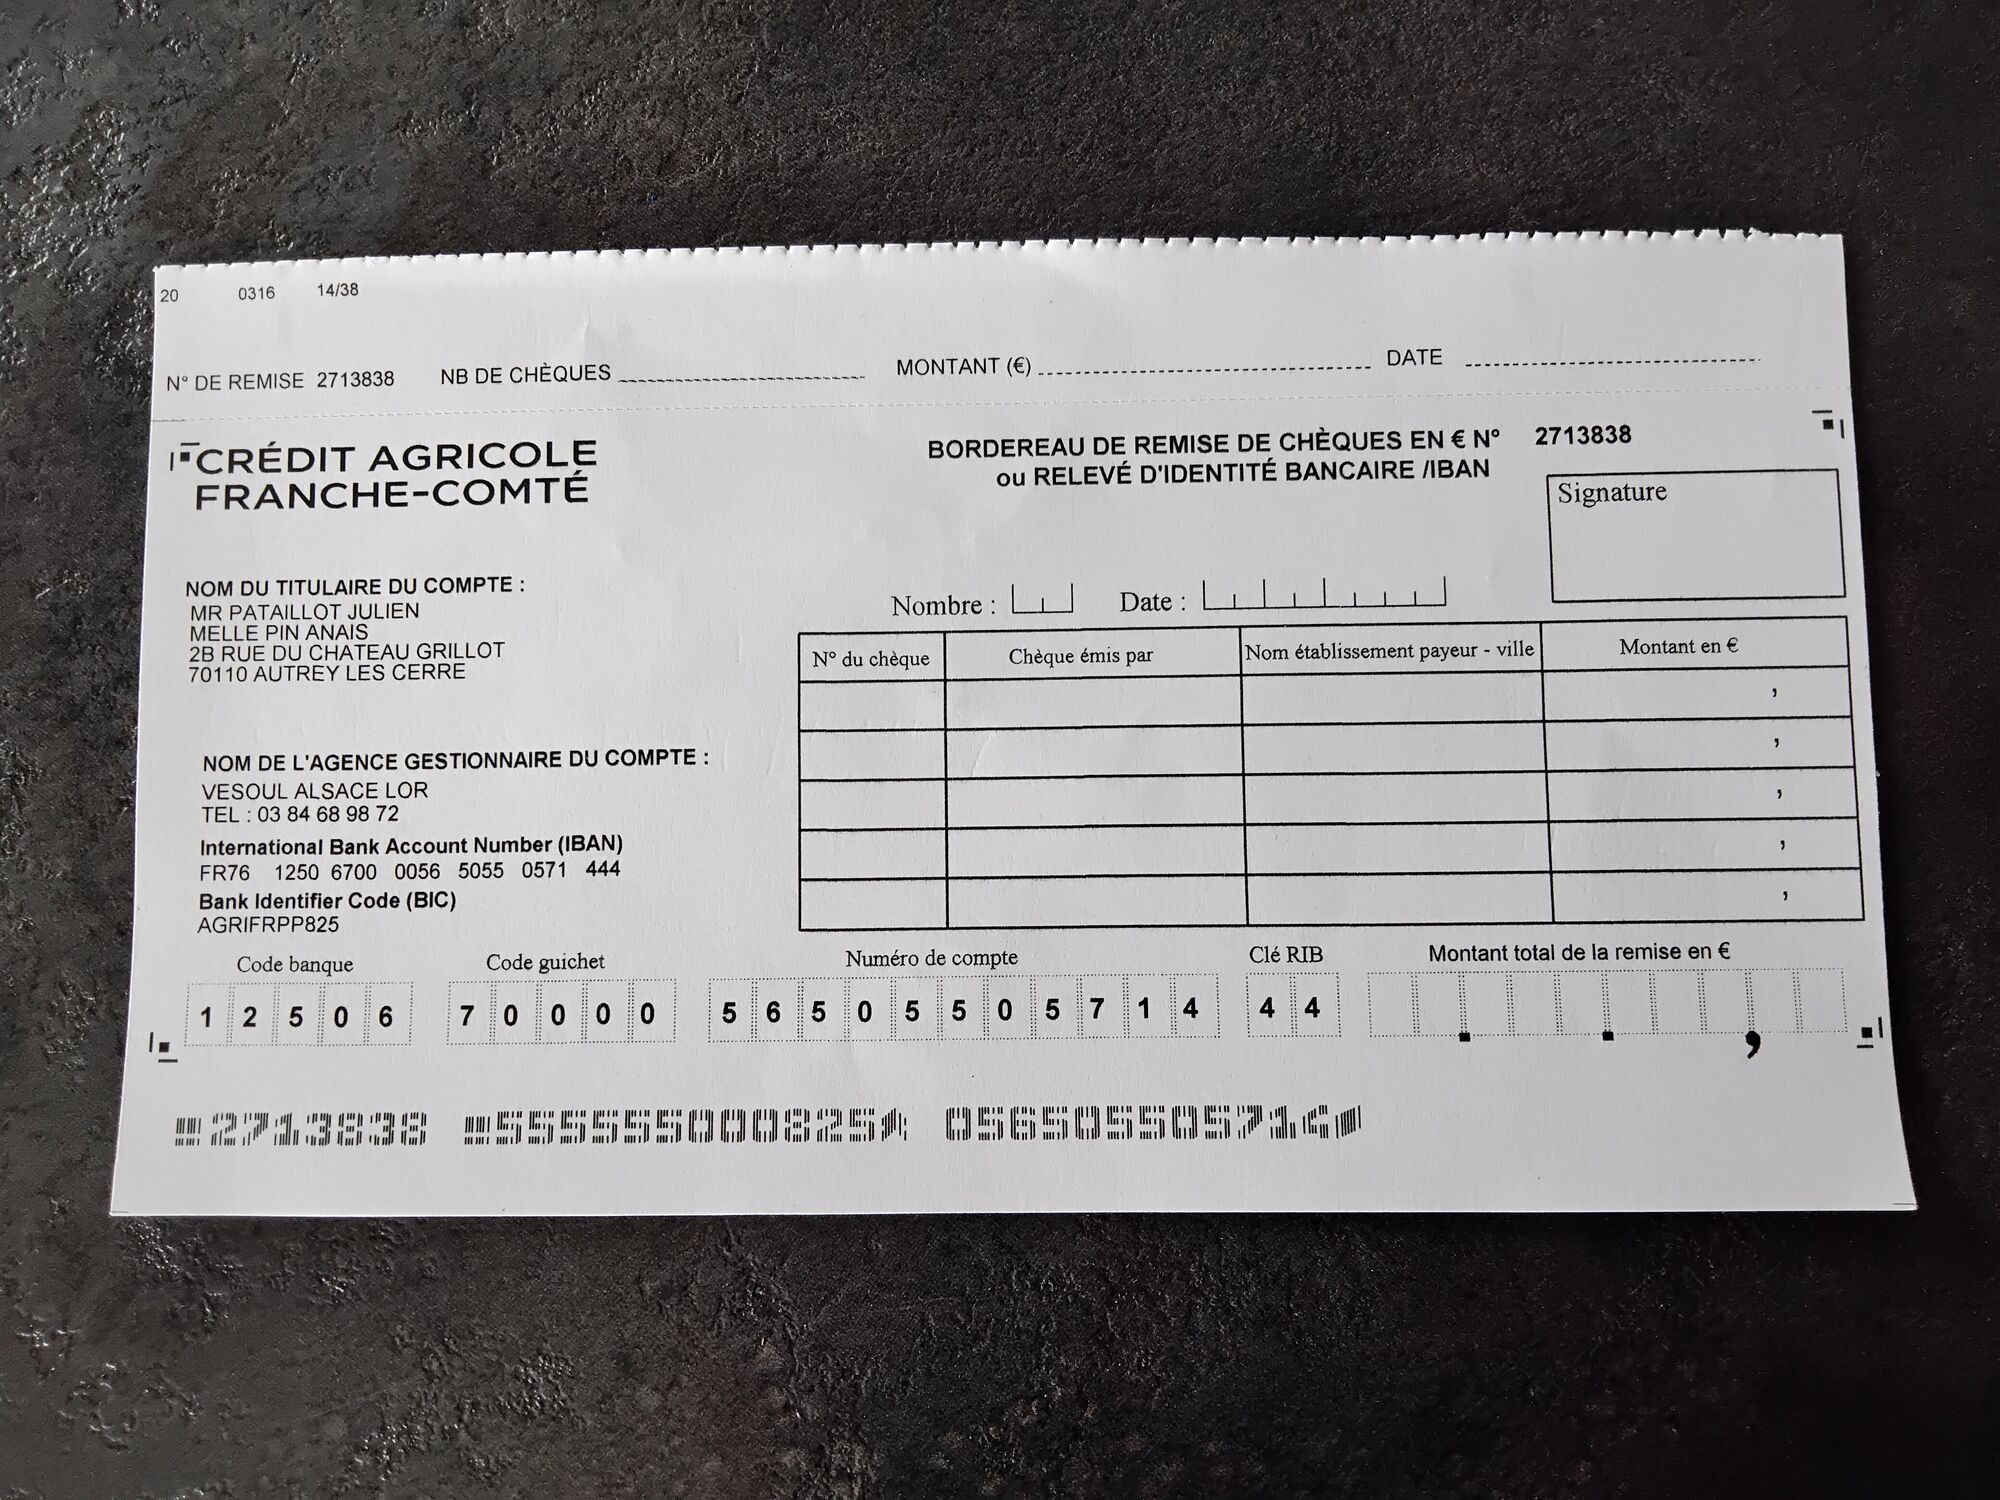 20 0316 14/38
N° DE REMISE 2713838 NB DE CHÈQUES MONTANT (€) DATE
CRÉDIT AGRICOLE
FRANCHE-COMTÉ
BORDEREAU DE REMISE DE CHÈQUES EN € N° 2713838
ou RELEVÉ D'IDENTITÉ BANCAIRE /IBAN
Signature
NOM DU TITULAIRE DU COMPTE :
MR PATAILLOT JULIEN
MELLE PIN ANAIS
2B RUE DU CHATEAU GRILLOT
70110 AUTREY LES CERRE
Nombre : Date :
N° du chèque Chèque émis par Nom établissement payeur - ville Montant en €
,
,
,
,
,
NOM DE L'AGENCE GESTIONNAIRE DU COMPTE :
VESOUL ALSACE LOR
TEL : 03 84 68 98 72
International Bank Account Number (IBAN)
FR76 1250 6700 0056 5055 0571 444
Bank Identifier Code (BIC)
AGRIFRPP825
Code banque Code guichet Numéro de compte Clé RIB Montant total de la remise en €
1 2 5 0 6 7 0 0 0 0 5 6 5 0 5 5 0 5 7 1 4 4 4 . . ,
2713838 555555000825 056505505714